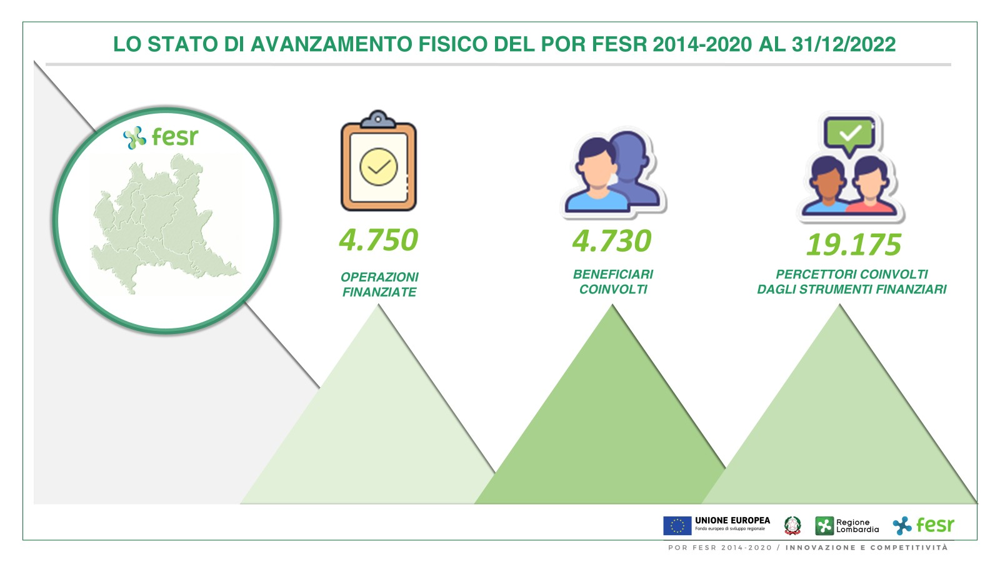 LO STATO DI AVANZAMENTO FISICO DEL POR FESR 2014-2020 AL 31/12/2022
fesr
4.750
OPERAZIONI
FINANZIATE
4.730
BENEFICIARI
COINVOLTI
19.175
PERCETTORI COINVOLTI
DAGLI STRUMENTI FINANZIARI
UNIONE EUROPEA
Fondo europeo di sviluppo regionale
Regione
Lombardia
fesr
POR FESR 2014-2020 / INNOVAZIONE E COMPETITIVITÀ